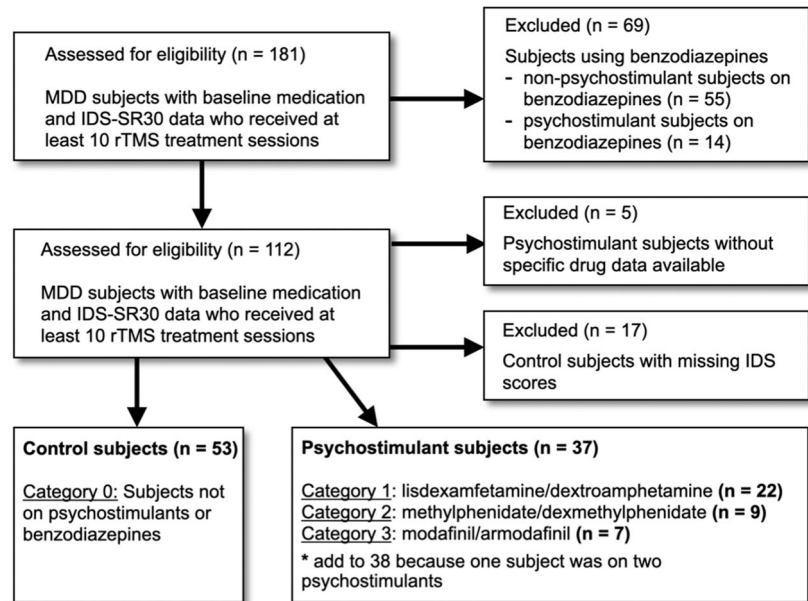 Assessed for eligibility (n = 181)
MDD subjects with baseline medication
and IDS-SR30 data who received at
least 10 rTMS treatment sessions
Excluded (n = 69)
Subjects using benzodiazepines
- non-psychostimulant subjects on
benzodiazepines (n = 55)
- psychostimulant subjects on
benzodiazepines (n = 14)
Assessed for eligibility (n = 112)
MDD subjects with baseline medication
and IDS-SR30 data who received at
least 10 rTMS treatment sessions
Excluded (n = 5)
Psychostimulant subjects without
specific drug data available
Excluded (n = 17)
Control subjects with missing IDS
scores
Control subjects (n = 53)
Category 0: Subjects not
on psychostimulants or
benzodiazepines
Psychostimulant subjects (n = 37)
Category 1: lisdexamfetamine/dextroamphetamine (n = 22)
Category 2: methylphenidate/dexmethylphenidate (n = 9)
Category 3: modafinil/armodafinil (n = 7)
* add to 38 because one subject was on two
psychostimulants